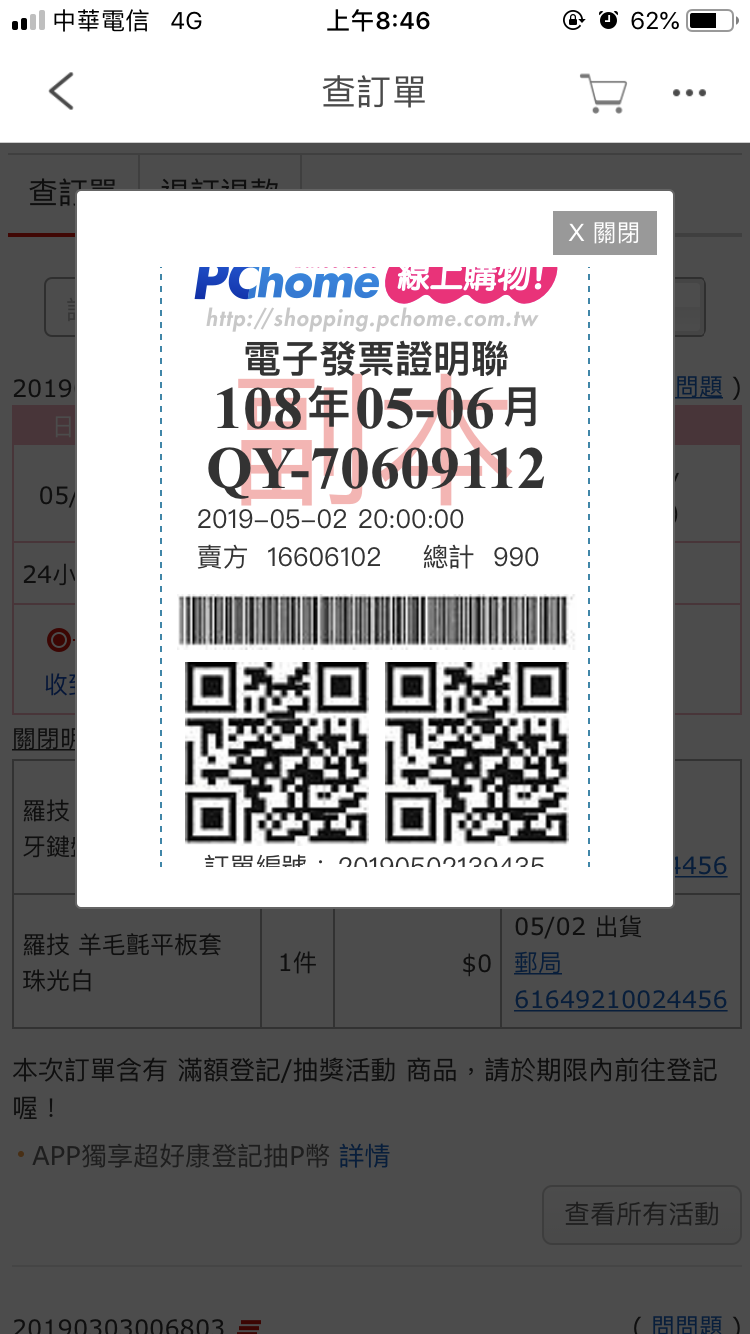 中華電信 4G 上午8:46 62%
查訂單
X 關閉
PChome 線上購物!
http://shopping.pchome.com.tw
電子發票證明聯
副本
108年05-06月
QY-70609112
2019-05-02 20:00:00
賣方 16606102 總計 990
訂單編號：20190502139435
查訂單
2019
問題 )
日
05/
24小
收到
關閉明
羅技
牙鍵盤
4456
羅技 羊毛氈平板套
珠光白
1件
$0
05/02 出貨
郵局
61649210024456
本次訂單含有 滿額登記/抽獎活動 商品，請於期限內前往登記
喔！
•APP獨享超好康登記抽P幣 詳情
查看所有活動
20190303006803
( 問問題 )